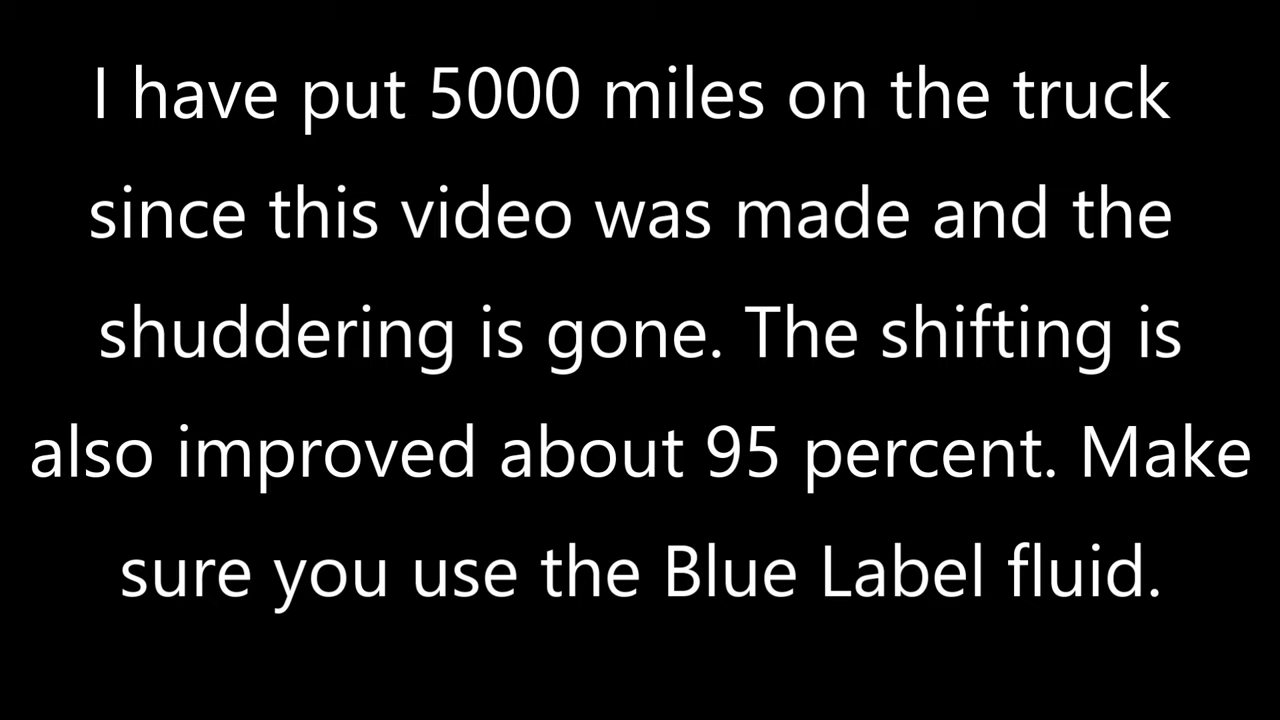 I have put 5000 miles on the truck
since this video was made and the
shuddering is gone. The shifting is
also improved about 95 percent. Make
sure you use the Blue Label fluid.